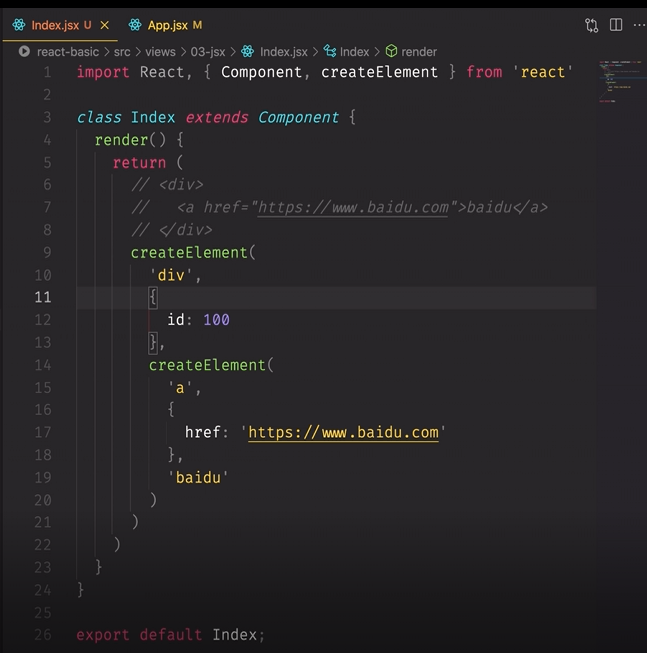 Index.jsx U × App.jsx M
react-basic > src > views > 03-jsx > Index.jsx > Index > render
1 import React, { Component, createElement } from 'react'
2
3 class Index extends Component {
4 render() {
5 return (
6 // <div>
7 // <a href="https://www.baidu.com">baidu</a>
8 // </div>
9 createElement(
10 'div',
11 {
12 id: 100
13 },
14 createElement(
15 'a',
16 {
17 href: 'https://www.baidu.com'
18 },
19 'baidu'
20 )
21 )
22 )
23 }
24 }
25
26 export default Index;